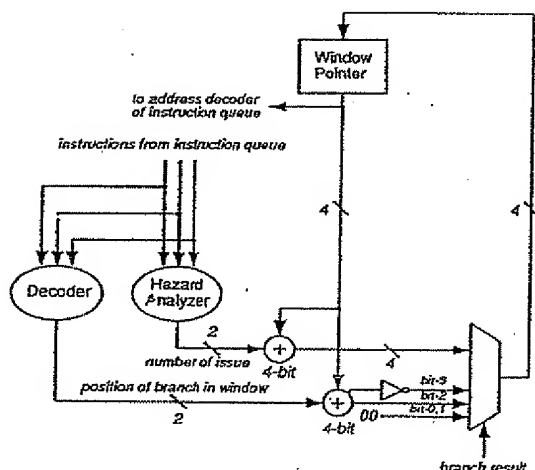 Window
Pointer
to address decoder
of instruction queue
instructions from instruction queue
4
4
Decoder
Hazard
Analyzer
2
number of issue
+
4-bit
4
position of branch in window
2
+
4-bit
bit-3
bit-2
bit-0,1
00
branch result